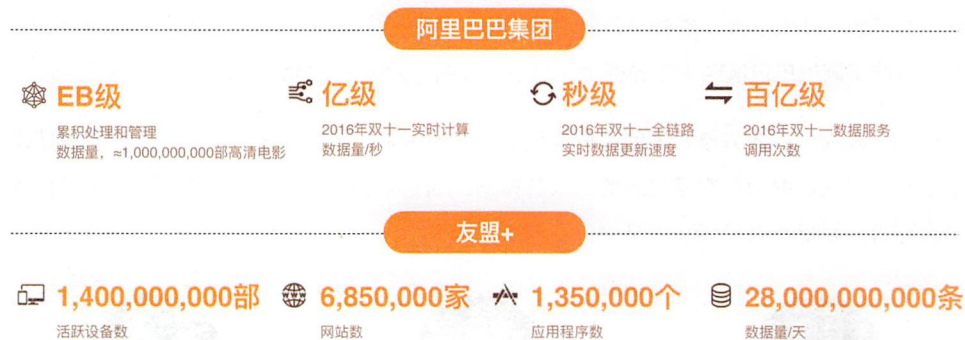 阿里巴巴集团
EB级
累积处理和管理
数据量，≈1,000,000,000部高清电影
亿级
2016年双十一实时计算
数据量/秒
秒级
2016年双十一全链路
实时数据更新速度
百亿级
2016年双十一数据服务
调用次数
友盟+
1,400,000,000部
活跃设备数
www
6,850,000家
网站数
1,350,000个
应用程序数
28,000,000,000条
数据量/天